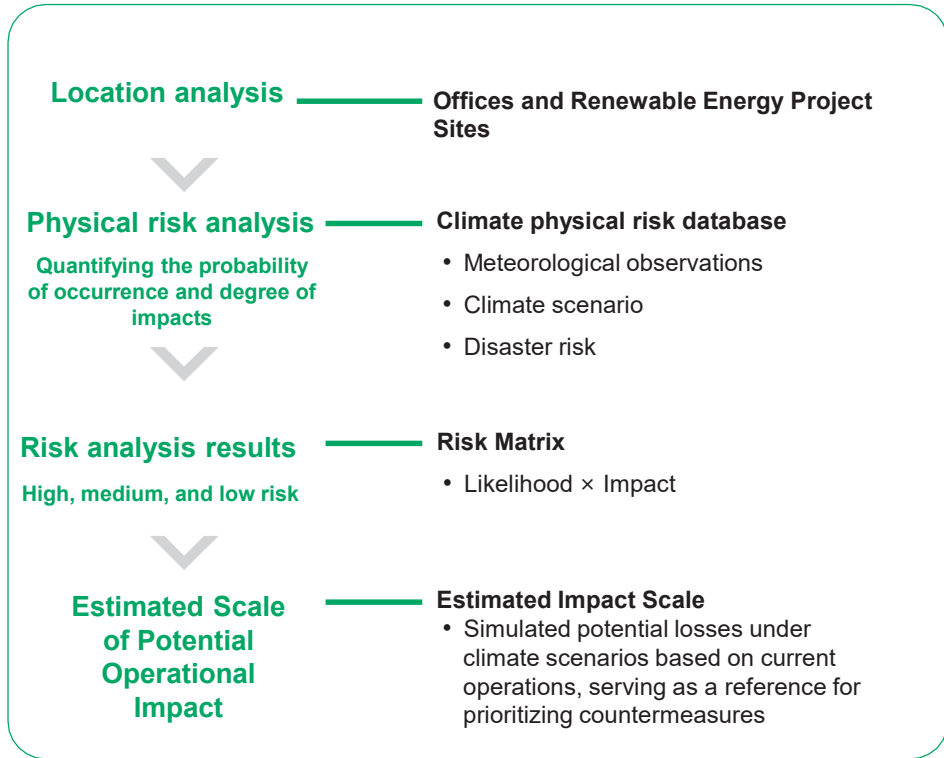 Location analysis
Offices and Renewable Energy Project
Sites
Physical risk analysis
Quantifying the probability
of occurrence and degree of
impacts
Climate physical risk database
• Meteorological observations
• Climate scenario
• Disaster risk
Risk analysis results
High, medium, and low risk
Risk Matrix
• Likelihood × Impact
Estimated Scale
of Potential
Operational
Impact
Estimated Impact Scale
• Simulated potential losses under
climate scenarios based on current
operations, serving as a reference for
prioritizing countermeasures